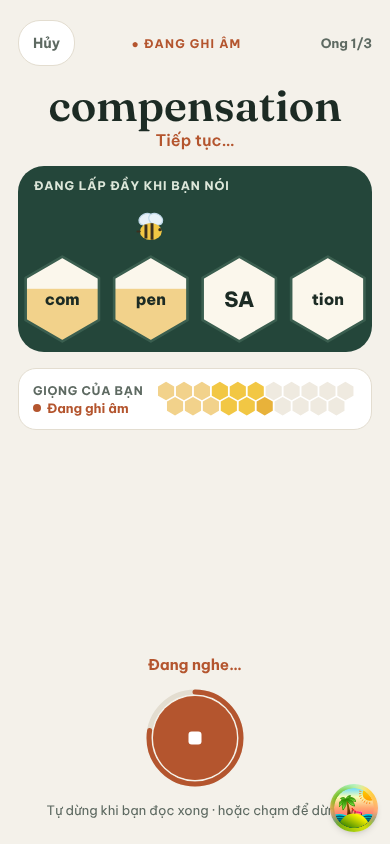 Hủy
ĐANG GHI ÂM
Ong 1/3
compensation
Tiếp tục...
ĐANG LẤP ĐẦY KHI BẠN NÓI
com
pen
SA
tion
GIỌNG CỦA BẠN
Đang ghi âm
Đang nghe...
Tự dừng khi bạn đọc xong · hoặc chạm để